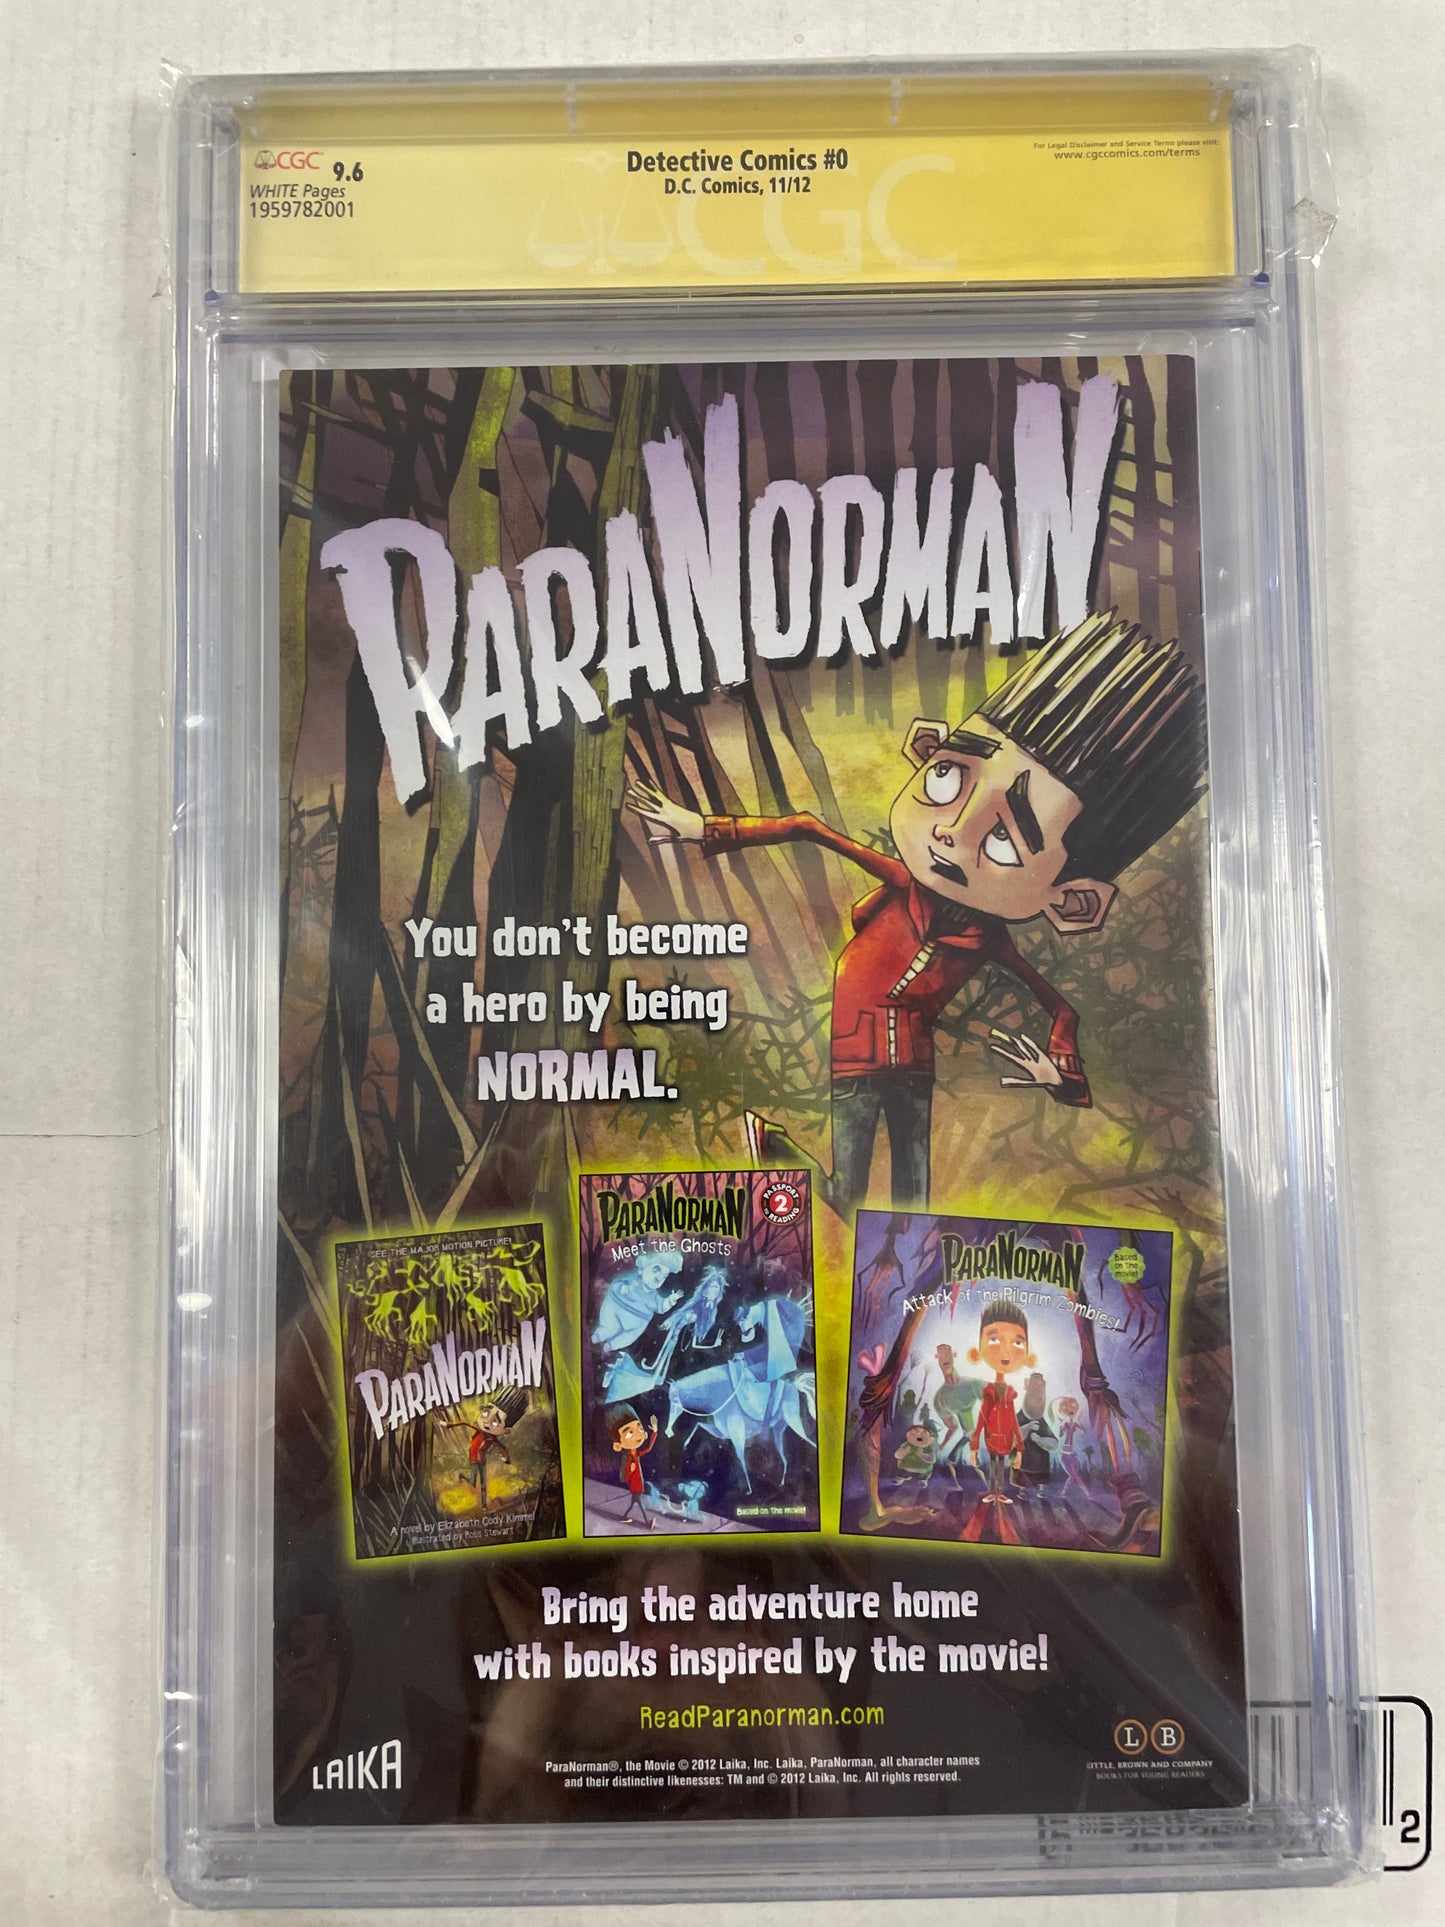 CGC 9.6
WHITE Pages
1959782001
Detective Comics #0
D.C. Comics, 11/12
For Legal Disclaimer and Service Terms please visit:
www.cgccomics.com/terms
CGC
PARANORMAN
You don't become
a hero by being
NORMAL.
SEE THE MAJOR MOTION PICTURE!
PARANORMAN
A novel by Elizabeth Cody Kimmel
Illustrated by Ross Stewart
PARANORMAN
Meet the Ghosts
PASSPORT
2
TO READING
Based on the movie!
PARANORMAN
Attack of the Pilgrim Zombies!
Based
on the
movie!
Bring the adventure home
with books inspired by the movie!
ReadParanorman.com
LAIKA
ParaNorman®, the Movie © 2012 Laika, Inc. Laika, ParaNorman, all character names
and their distinctive likenesses: TM and © 2012 Laika, Inc. All rights reserved.
L B
LITTLE, BROWN AND COMPANY
BOOKS FOR YOUNG READERS
2